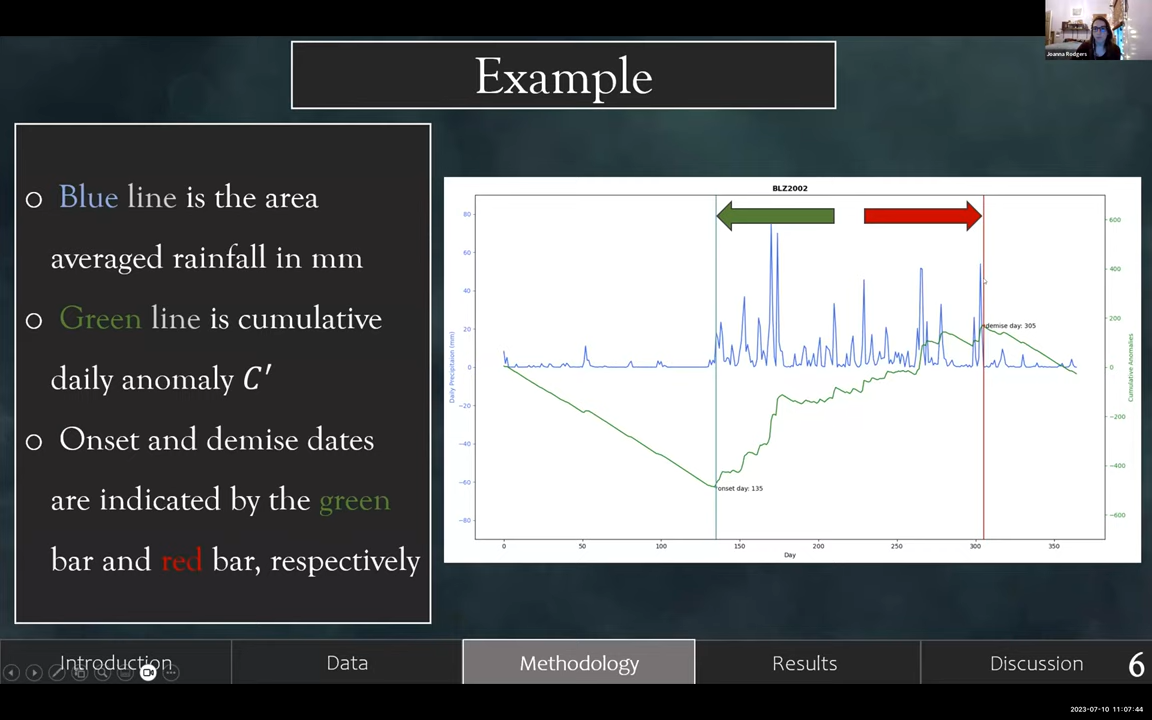 Joanna Rodgers
Example
○ Blue line is the area
averaged rainfall in mm
○ Green line is cumulative
daily anomaly C′
○ Onset and demise dates
are indicated by the green
bar and red bar, respectively
BLZ2002
80
60
40
20
0
−20
−40
−60
−80
Daily Precipitation (mm)
600
400
200
0
−200
−400
−600
Cumulative Anomalies
demise day: 305
onset day: 135
0 50 100 150 200 250 300 350
Day
Introduction Data Methodology Results Discussion 6
2023-07-10 11:07:44